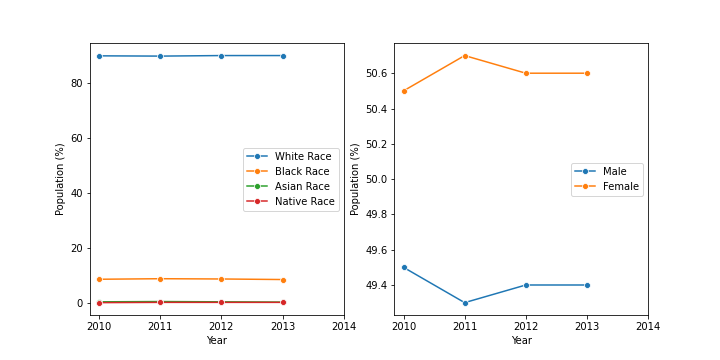 80
60
40
20
0
2010 2011 2012 2013 2014
Year
Population (%)
White Race
Black Race
Asian Race
Native Race
50.6
50.4
50.2
50.0
49.8
49.6
49.4
2010 2011 2012 2013 2014
Year
Population (%)
Male
Female